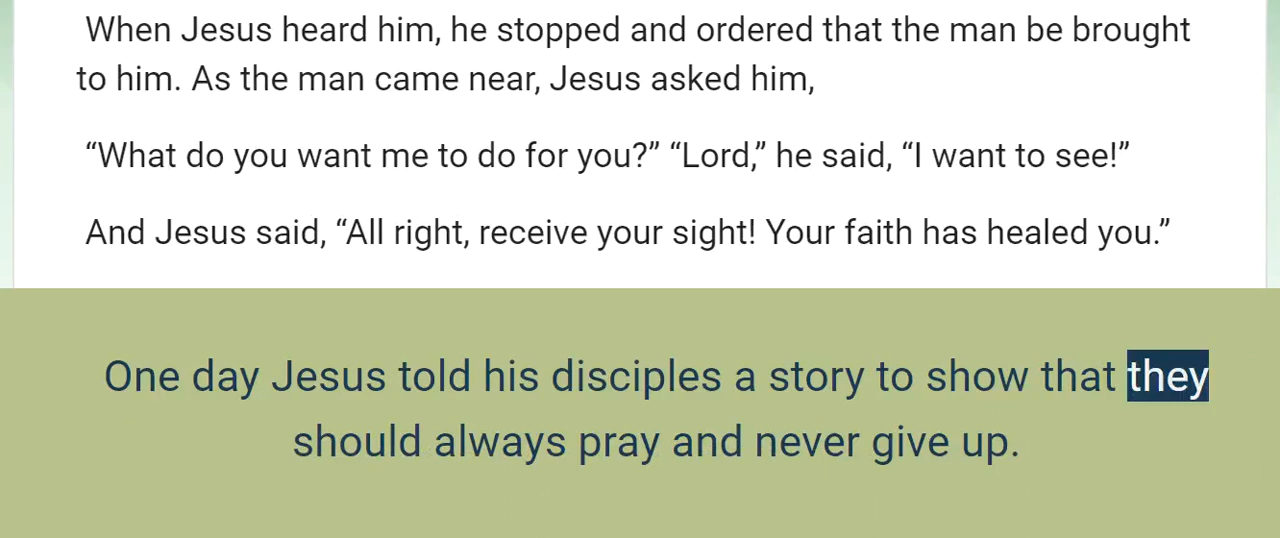 When Jesus heard him, he stopped and ordered that the man be brought
to him. As the man came near, Jesus asked him,
“What do you want me to do for you?” “Lord,” he said, “I want to see!”
And Jesus said, “All right, receive your sight! Your faith has healed you.”
One day Jesus told his disciples a story to show that they
should always pray and never give up.